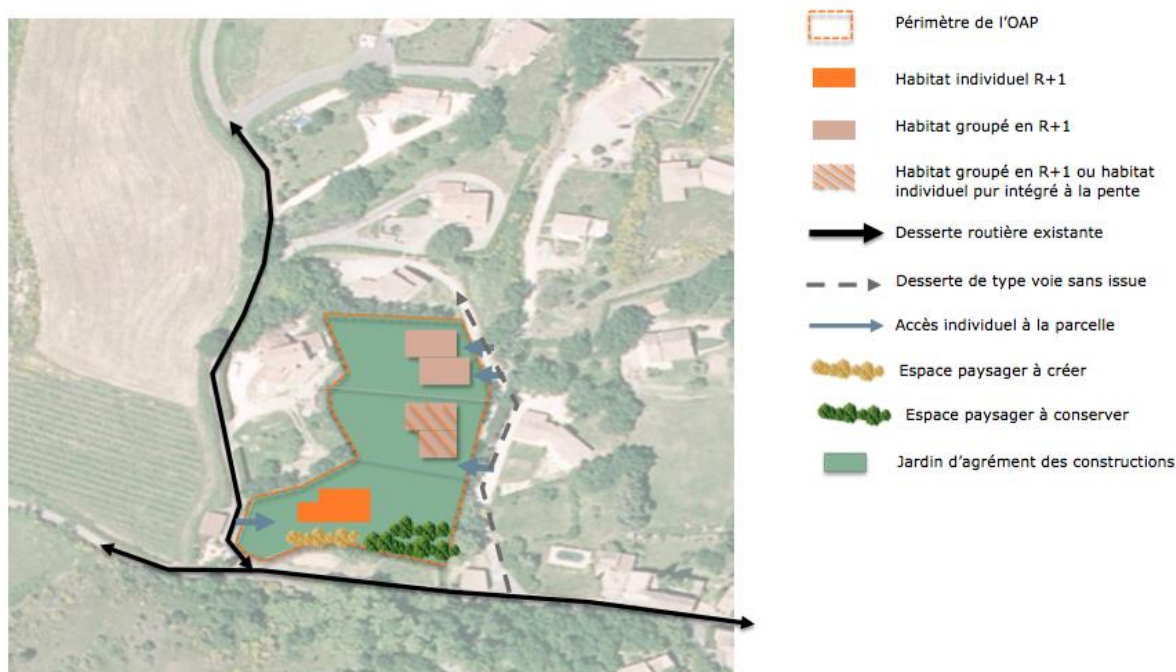 Périmètre de l'OAP
Habitat individuel R+1
Habitat groupé en R+1
Habitat groupé en R+1 ou habitat
individuel pur intégré à la pente
Desserte routière existante
Desserte de type voie sans issue
Accès individuel à la parcelle
Espace paysager à créer
Espace paysager à conserver
Jardin d'agrément des constructions